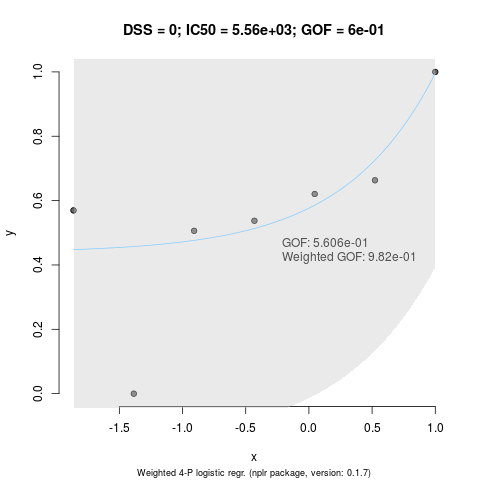 DSS = 0; IC50 = 5.56e+03; GOF = 6e-01
1.0
0.8
0.6
0.4
0.2
0.0
y
GOF: 5.606e-01
Weighted GOF: 9.82e-01
-1.5 -1.0 -0.5 0.0 0.5 1.0
x
Weighted 4-P logistic regr. (nplr package, version: 0.1.7)